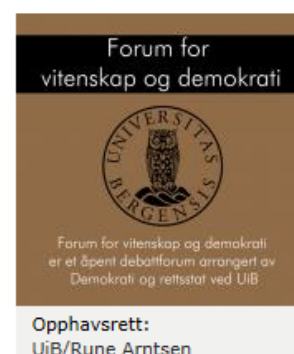 Forum for
vitenskap og demokrati
UNIVERSITAS
BERGENSIS
Forum for vitenskap og demokrati
er et åpent debattforum arrangert av
Demokrati og rettsstat ved UiB
Opphavsrett:
UiB/Rune Arntsen